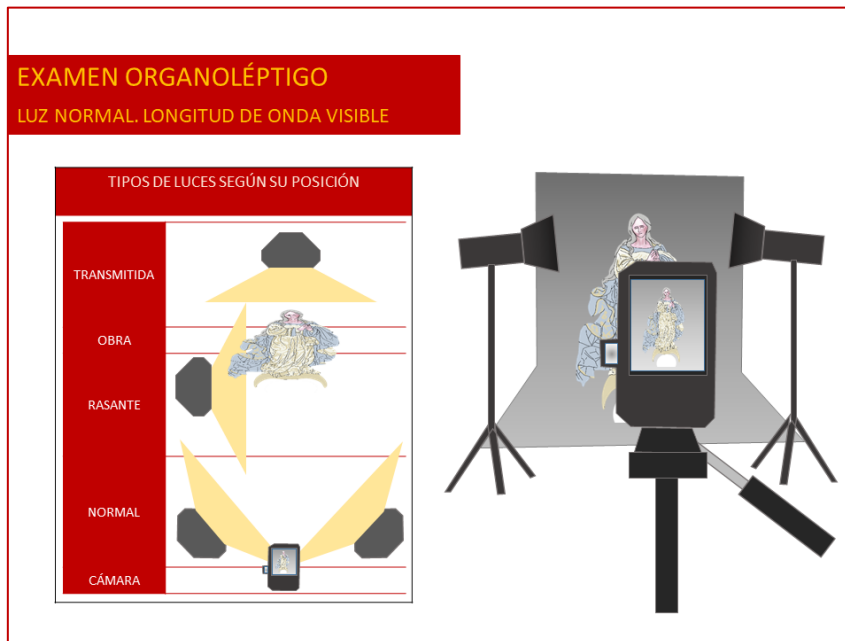 EXAMEN ORGANOLÉPTIGO
LUZ NORMAL. LONGITUD DE ONDA VISIBLE
TIPOS DE LUCES SEGÚN SU POSICIÓN
TRANSMITIDA
OBRA
RASANTE
NORMAL
CÁMARA